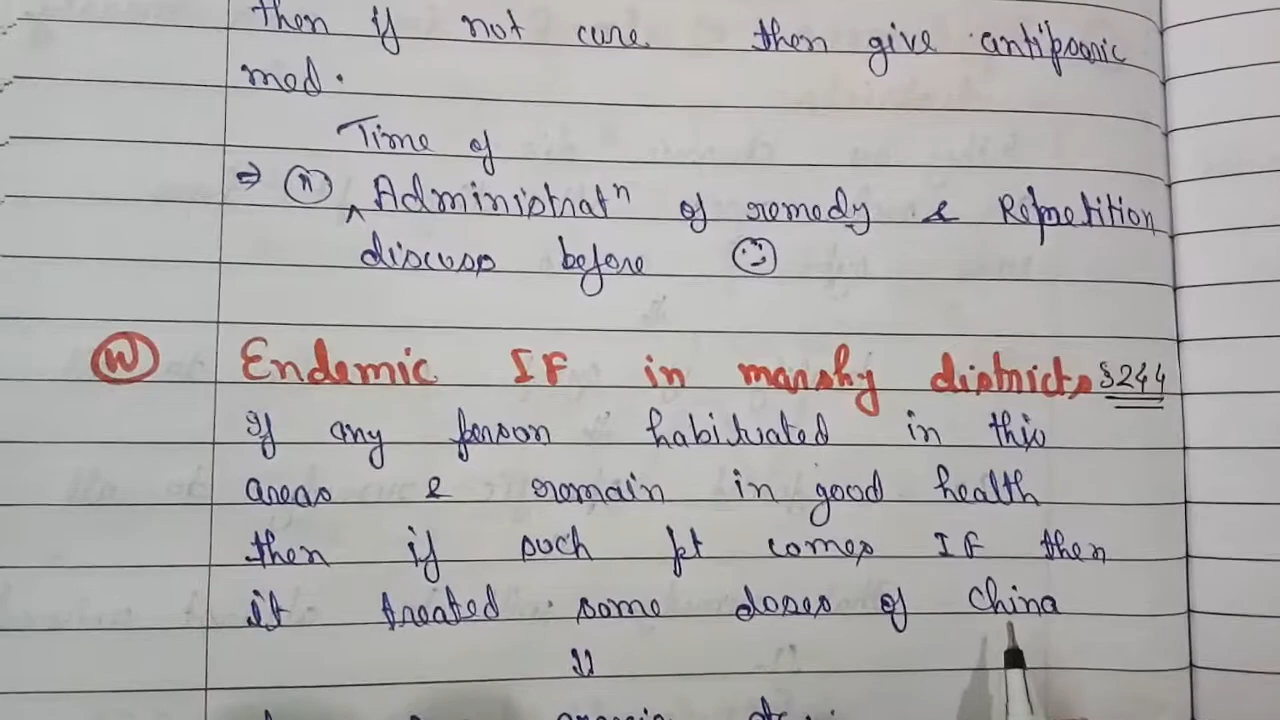 then if not cure then give antipsoric
med.
Time of
⇒ (n) ^ Administratⁿ of remedy & Repetition
discuss before
(W) Endemic IF in marshy districts §244
If any person habituated in this
areas & remain in good health
then if such pt comes IF then
it treated some doses of china